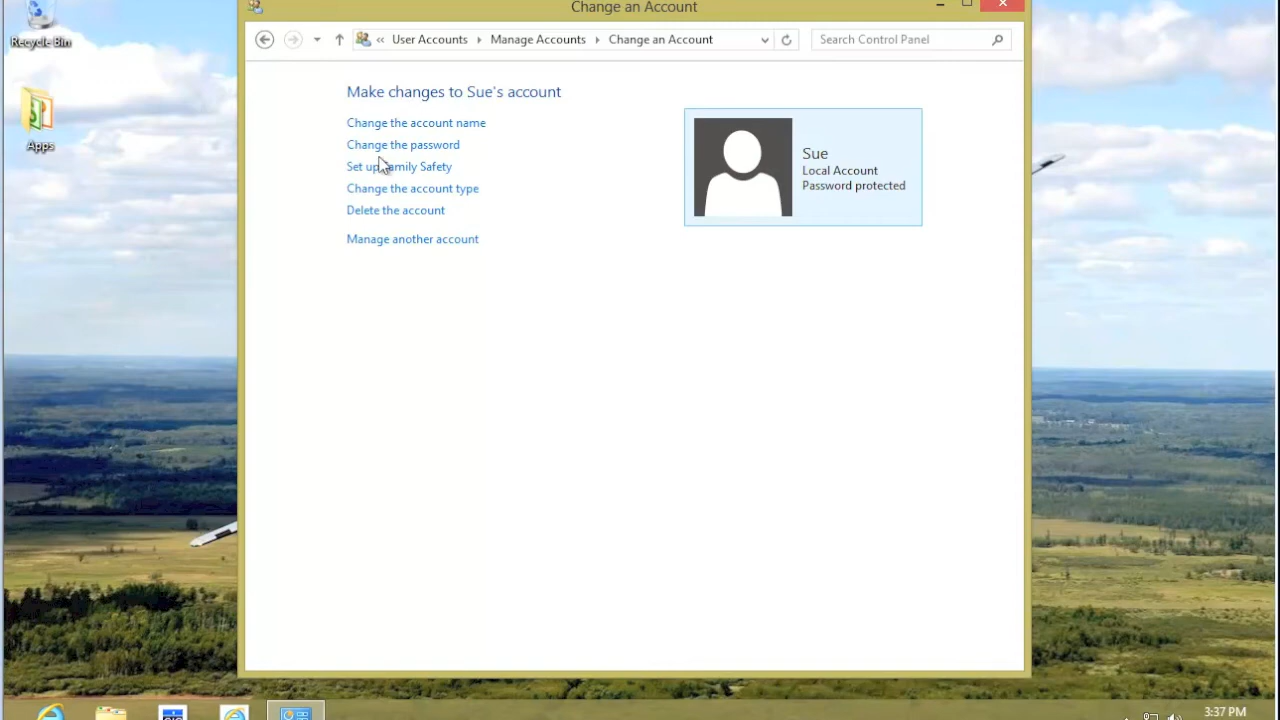 Change an Account
Recycle Bin
« User Accounts Manage Accounts Change an Account
Search Control Panel
Make changes to Sue's account
Change the account name
Change the password
Set up Family Safety
Change the account type
Delete the account
Manage another account
Sue
Local Account
Password protected
Apps
3:37 PM